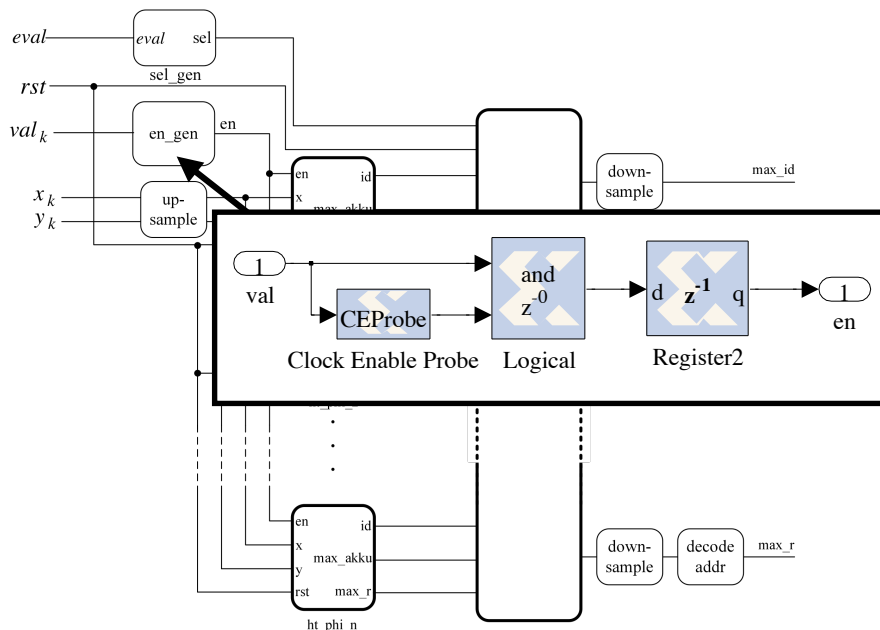 eval
eval sel
sel_gen
rst
val k
en_gen
en
x k
y k
up-
sample
en id
x
max_akku
down-
sample
max_id
1
val
CEProbe
Clock Enable Probe
and
z-0
Logical
d z-1 q
Register2
1
en
en id
x
max_akku
y
rst max_r
ht_phi_n
down-
sample
decode
addr
max_r